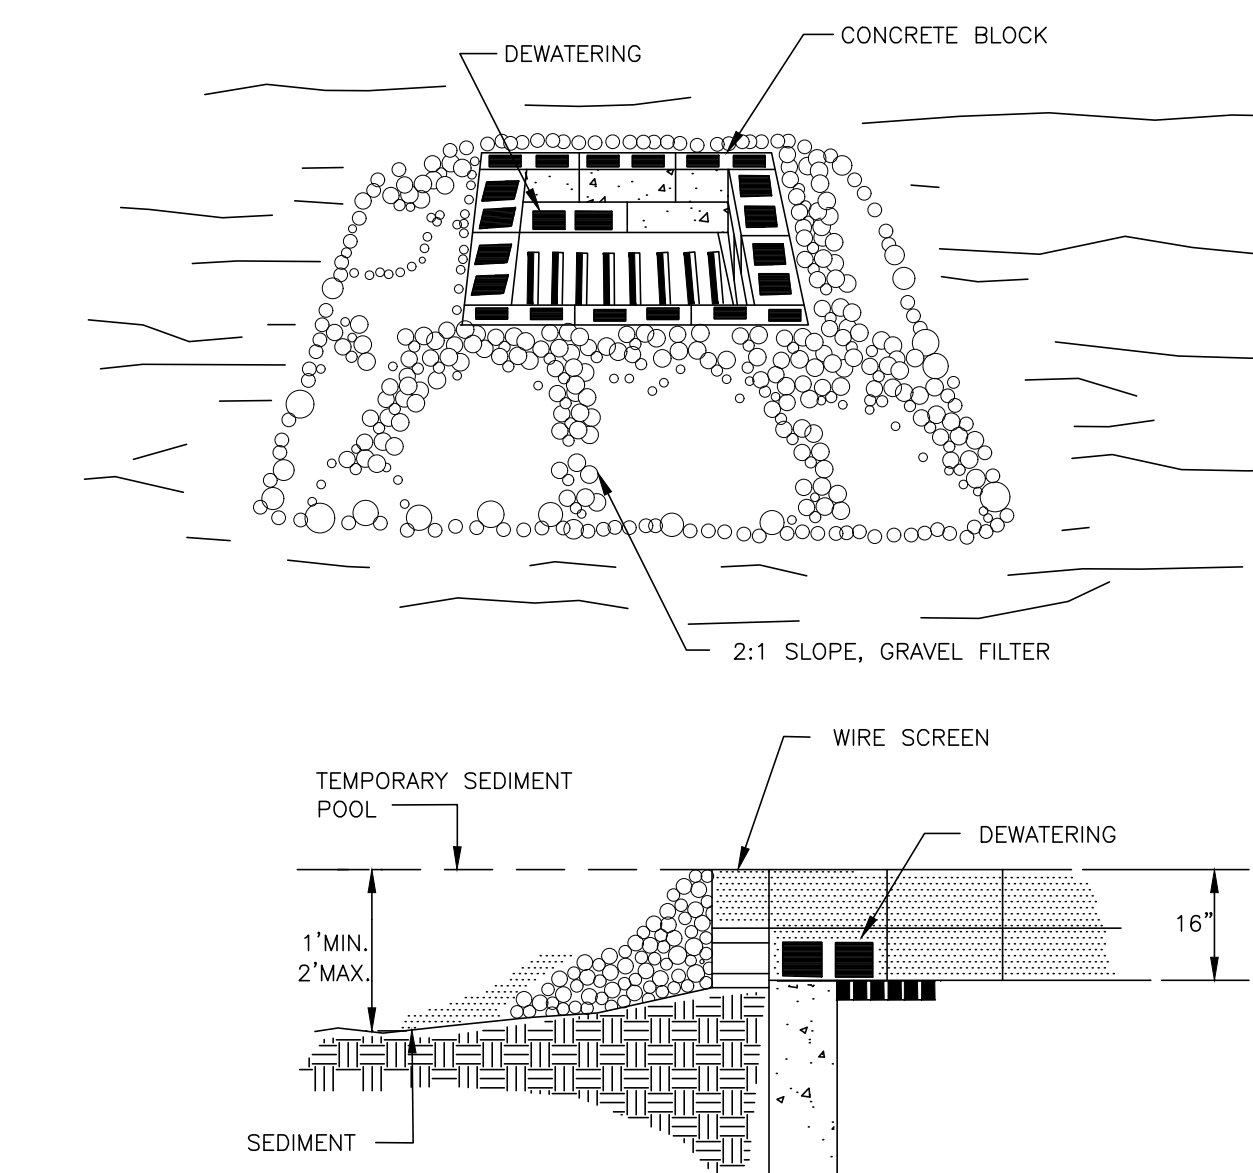 CONCRETE BLOCK
DEWATERING
2:1 SLOPE, GRAVEL FILTER
WIRE SCREEN
TEMPORARY SEDIMENT
POOL
DEWATERING
16"
1'MIN.
2'MAX.
SEDIMENT